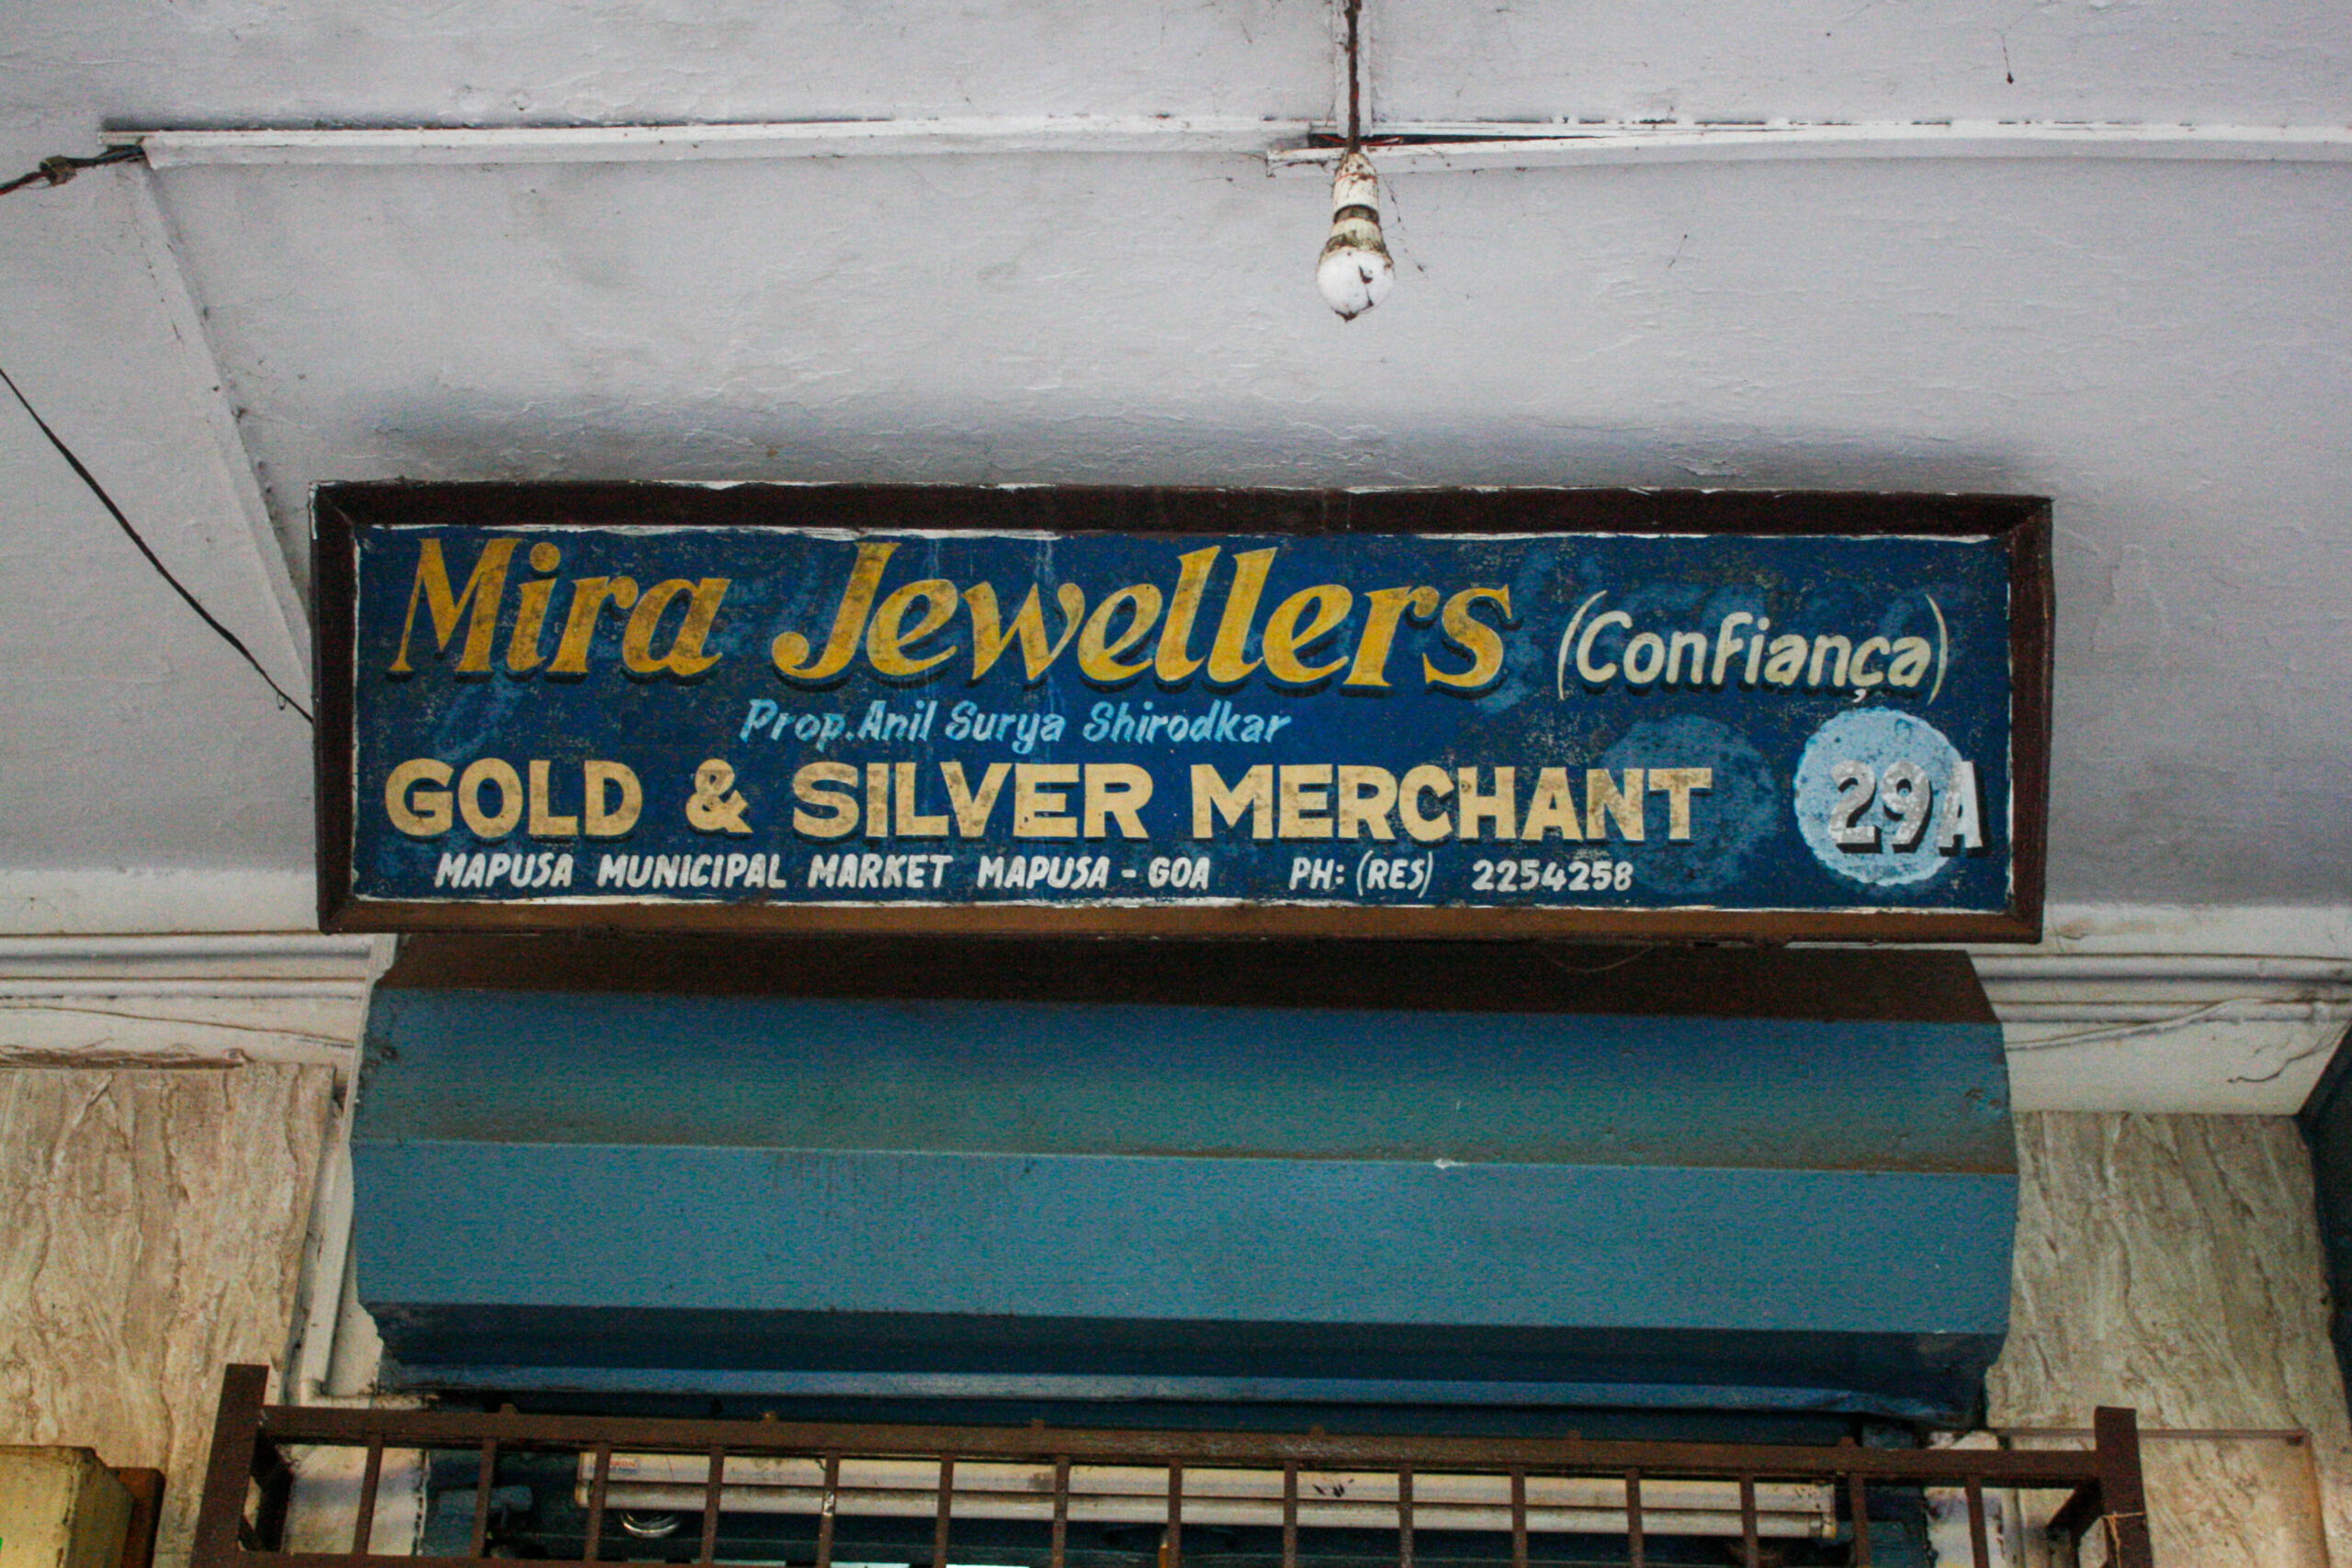 Mira Jewellers (Confiança)
Prop. Anil Surya Shirodkar
GOLD & SILVER MERCHANT 29A
MAPUSA MUNICIPAL MARKET MAPUSA - GOA PH: (RES) 2254258